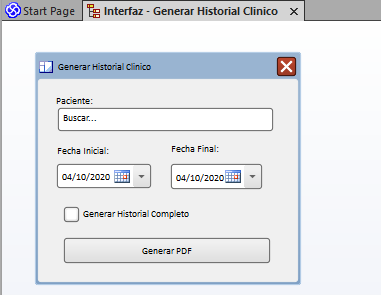 Start Page
Interfaz - Generar Historial Clinico
Generar Historial Clinico
Paciente:
Buscar...
Fecha Inicial:
Fecha Final:
04/10/2020
04/10/2020
Generar Historial Completo
Generar PDF